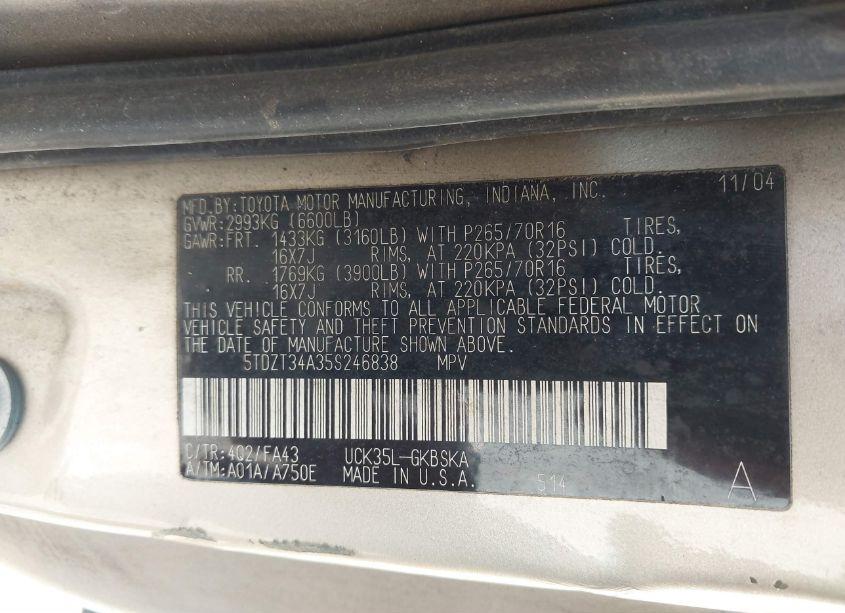 MFD.BY:TOYOTA MOTOR MANUFACTURING, INDIANA, INC. 11/04
GVWR:2993KG (6600LB)
GAWR:FRT. 1433KG (3160LB) WITH P265/70R16 TIRES,
16X7J RIMS, AT 220KPA (32PSI) COLD.
RR. 1769KG (3900LB) WITH P265/70R16 TIRES,
16X7J RIMS, AT 220KPA (32PSI) COLD.
THIS VEHICLE CONFORMS TO ALL APPLICABLE FEDERAL MOTOR
VEHICLE SAFETY AND THEFT PREVENTION STANDARDS IN EFFECT ON
THE DATE OF MANUFACTURE SHOWN ABOVE.
5TDZT34A35S246838 MPV
C/TR:4Q2/FA43 UCK35L-GKBSKA
A/TM:A01A/A750E MADE IN U.S.A. 514 A